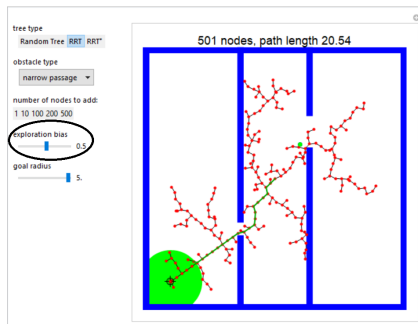 tree type
Random Tree RRT RRT*
obstacle type
narrow passage
number of nodes to add:
1 10 100 200 500
exploration bias
0.5
goal radius
5.
501 nodes, path length 20.54